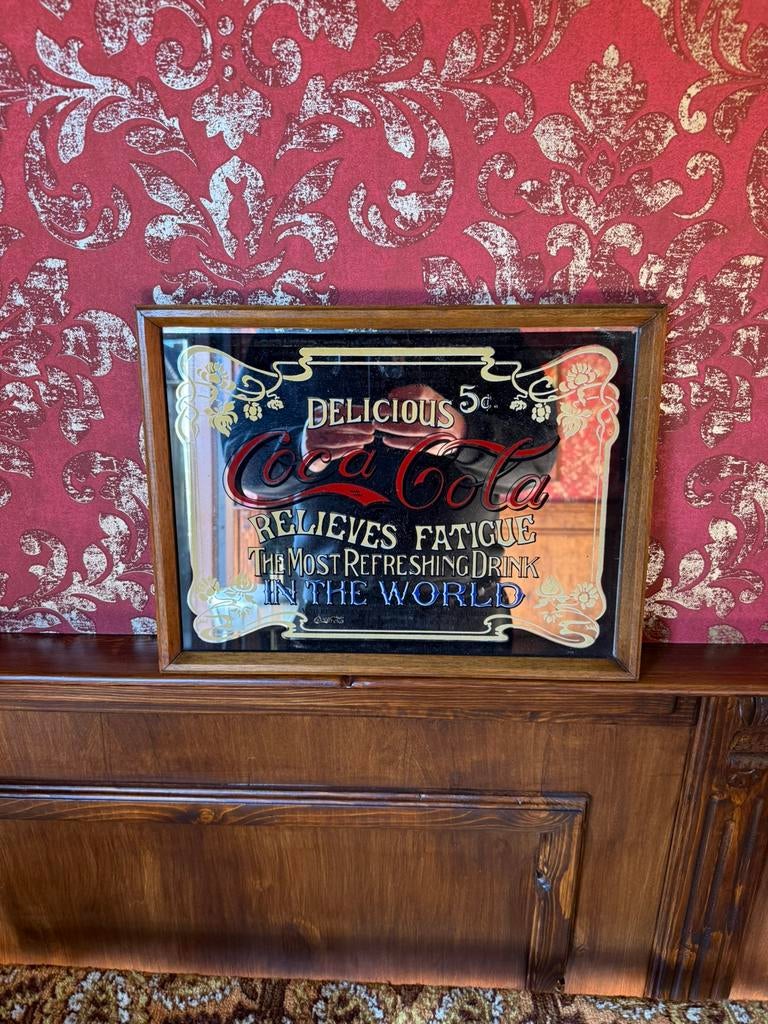 DELICIOUS 5¢
Coca Cola
RELIEVES FATIGUE
THE MOST REFRESHING DRINK
IN THE WORLD